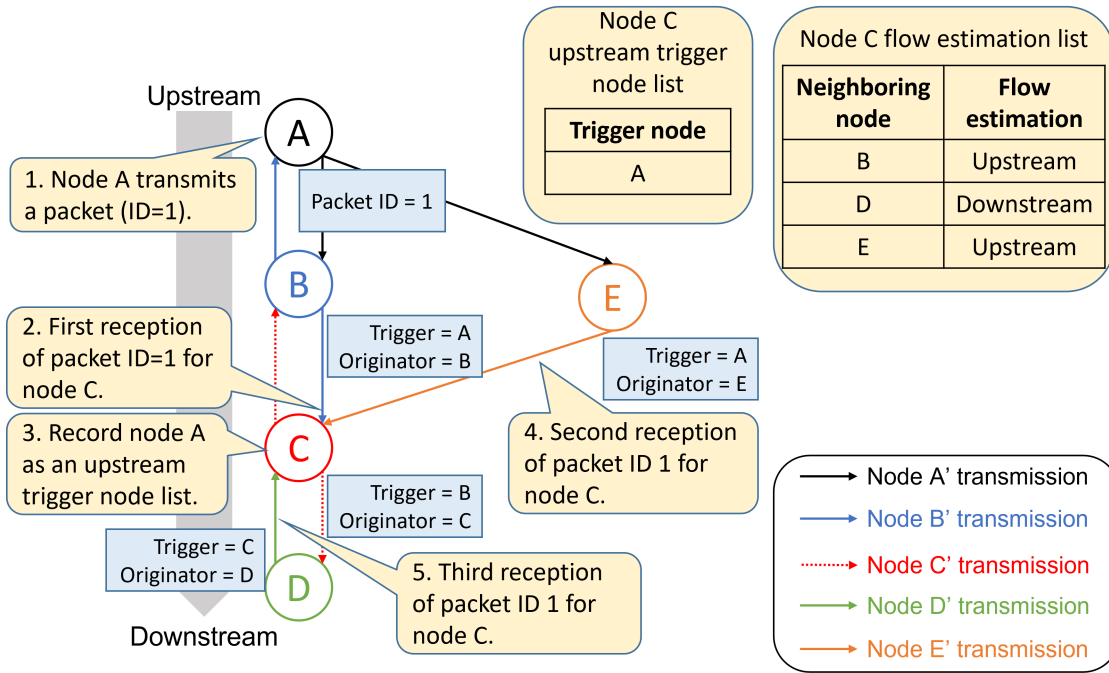 Upstream
A
1. Node A transmits
a packet (ID=1).
Packet ID = 1
Node C
upstream trigger
node list
Trigger node
A
Node C flow estimation list
Neighboring
node
Flow
estimation
B
Upstream
D
Downstream
E
Upstream
B
E
2. First reception
of packet ID=1 for
node C.
Trigger = A
Originator = B
Trigger = A
Originator = E
3. Record node A
as an upstream
trigger node list.
C
4. Second reception
of packet ID 1 for
node C.
Trigger = B
Originator = C
Trigger = C
Originator = D
D
5. Third reception
of packet ID 1 for
node C.
Downstream
Node A' transmission
Node B' transmission
Node C' transmission
Node D' transmission
Node E' transmission